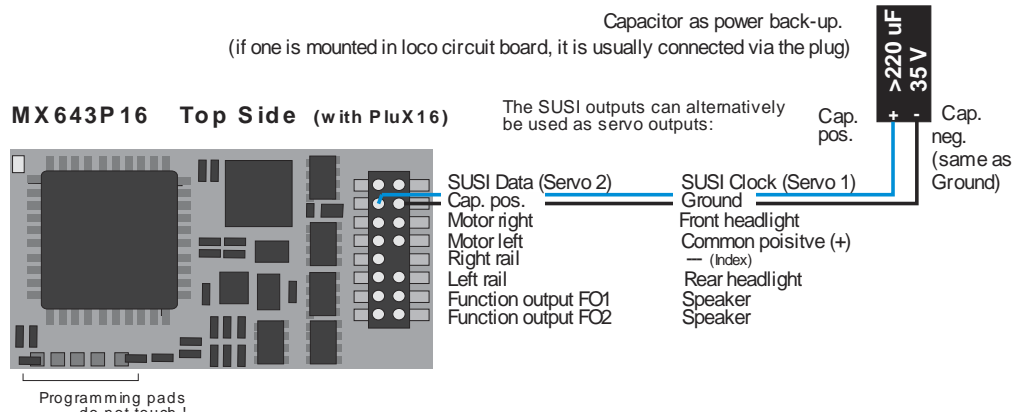 Capacitor as power back-up.
(if one is mounted in loco circuit board, it is usually connected via the plug)
>220 uF
35 V
+ -
MX643P16 Top Side (with PluX16)
The SUSI outputs can alternatively
be used as servo outputs:
Cap.
pos.
Cap.
neg.
(same as
Ground)
SUSI Data (Servo 2) SUSI Clock (Servo 1)
Cap. pos. Ground
Motor right Front headlight
Motor left Common poisitve (+)
Right rail --- (Index)
Left rail Rear headlight
Function output FO1 Speaker
Function output FO2 Speaker
Programming pads
do not touch !